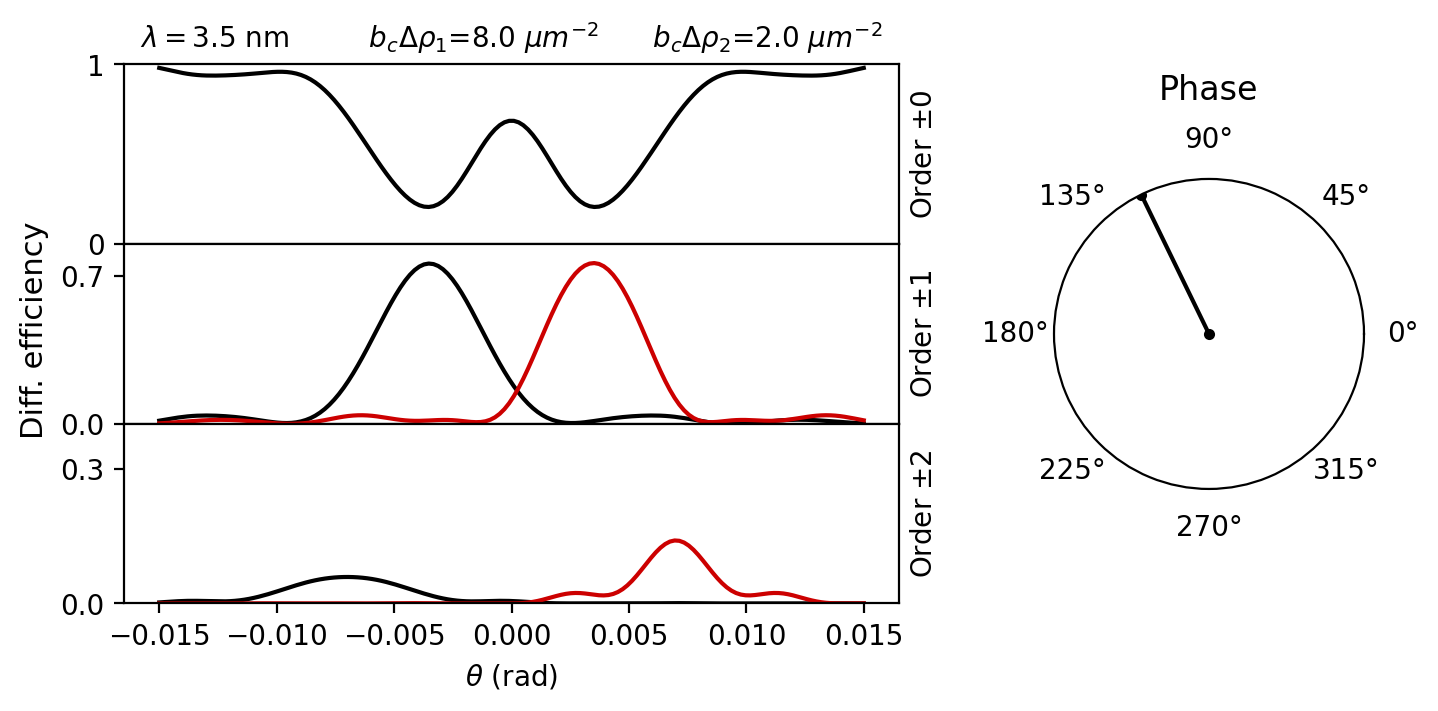 λ = 3.5 nm b_cΔρ_1=8.0 μm^{-2} b_cΔρ_2=2.0 μm^{-2}
1
0
Order ±0
0.7
0.0
Order ±1
0.3
0.0
Order ±2
Diff. efficiency
−0.015 −0.010 −0.005 0.000 0.005 0.010 0.015
θ (rad)
Phase
90°
135° 45°
180° 0°
225° 315°
270°